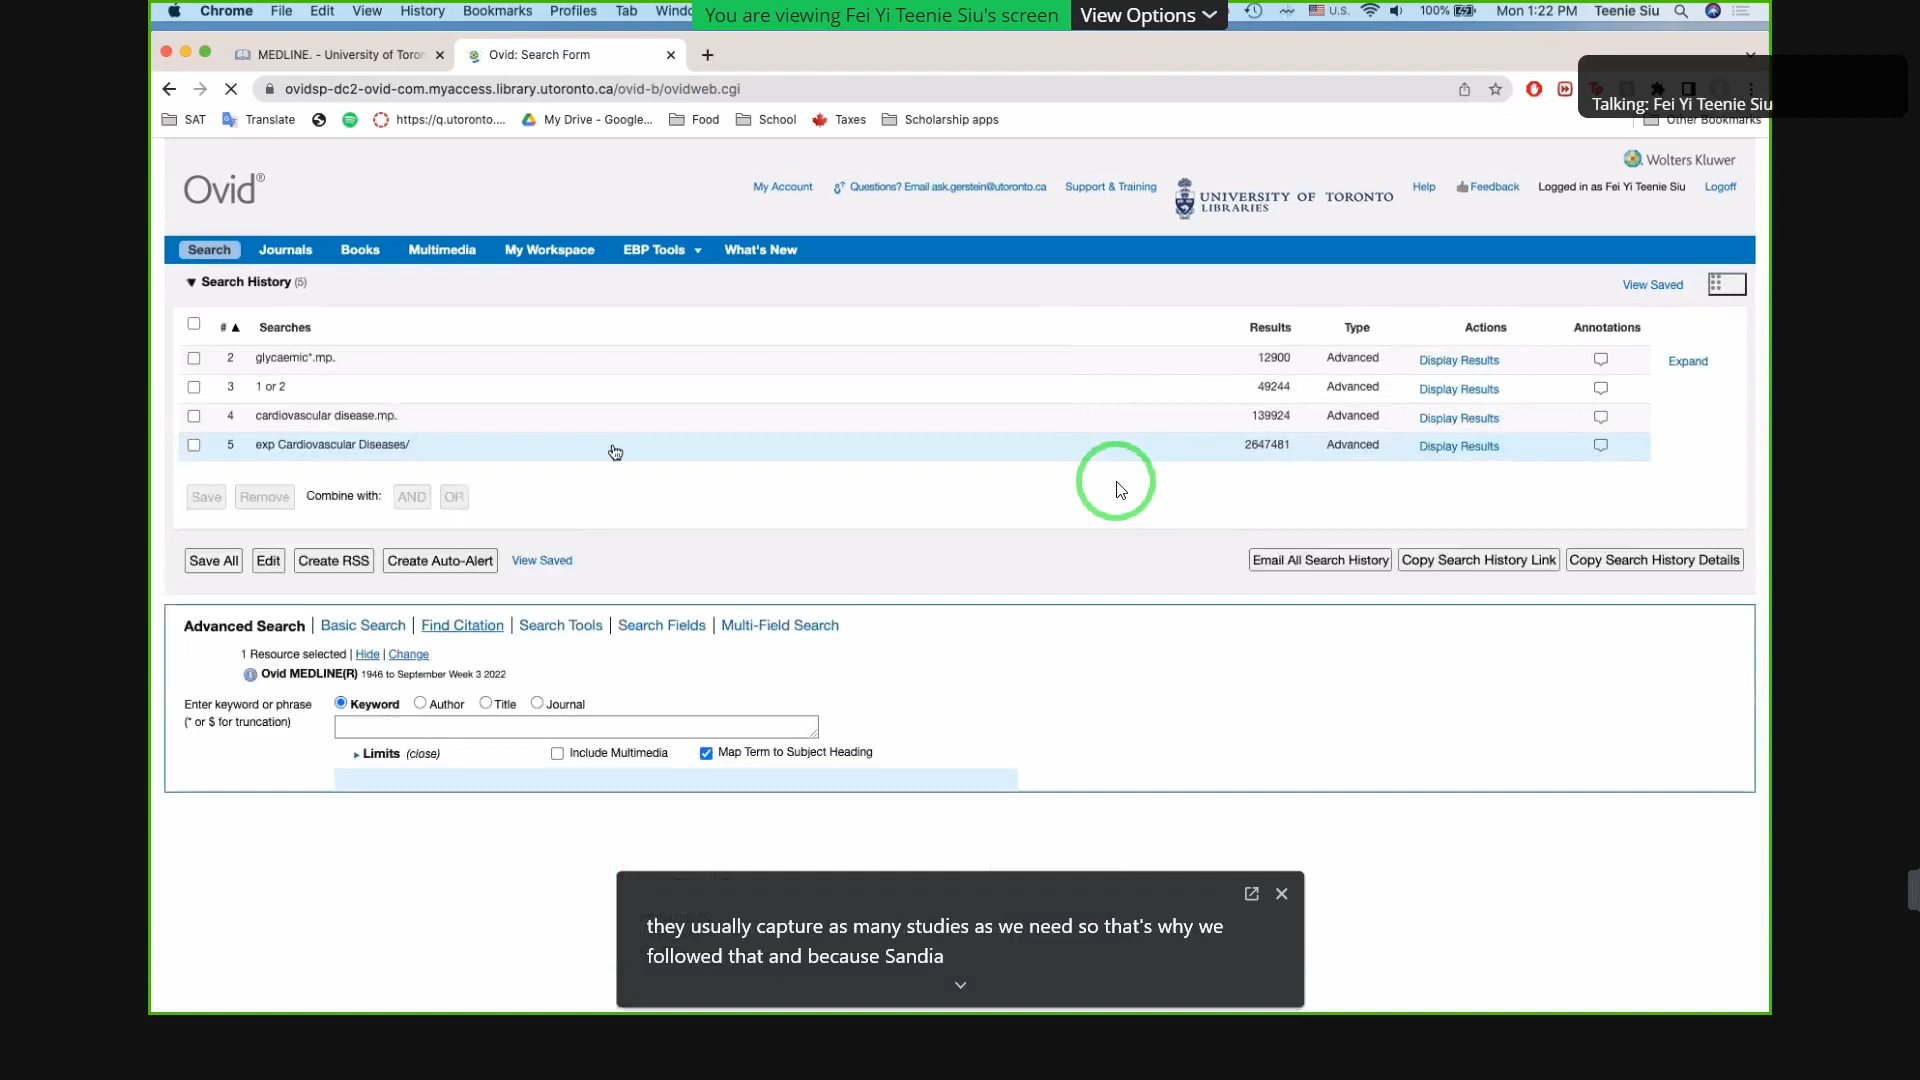 Chrome File Edit View History Bookmarks Profiles Tab Windo
You are viewing Fei Yi Teenie Siu's screen View Options
U.S. 100% Mon 1:22 PM Teenie Siu
MEDLINE. - University of Toron
Ovid: Search Form
ovidsp-dc2-ovid-com.myaccess.library.utoronto.ca/ovid-b/ovidweb.cgi
Talking: Fei Yi Teenie Siu
SAT Translate https://q.utoronto.... My Drive - Google... Food School Taxes Scholarship apps Other Bookmarks
Wolters Kluwer
Ovid®
My Account Questions? Email ask.gerstein@utoronto.ca Support & Training UNIVERSITY OF TORONTO LIBRARIES Help Feedback Logged in as Fei Yi Teenie Siu Logoff
Search Journals Books Multimedia My Workspace EBP Tools What's New
Search History (5) View Saved
# ▲ Searches Results Type Actions Annotations
2 glycaemic*.mp. 12900 Advanced Display Results Expand
3 1 or 2 49244 Advanced Display Results
4 cardiovascular disease.mp. 139924 Advanced Display Results
5 exp Cardiovascular Diseases/ 2647481 Advanced Display Results
Save Remove Combine with: AND OR
Save All Edit Create RSS Create Auto-Alert View Saved Email All Search History Copy Search History Link Copy Search History Details
Advanced Search | Basic Search | Find Citation | Search Tools | Search Fields | Multi-Field Search
1 Resource selected | Hide | Change
Ovid MEDLINE(R) 1946 to September Week 3 2022
Enter keyword or phrase
(* or $ for truncation)
Keyword Author Title Journal
Limits (close) Include Multimedia Map Term to Subject Heading
they usually capture as many studies as we need so that's why we
followed that and because Sandia